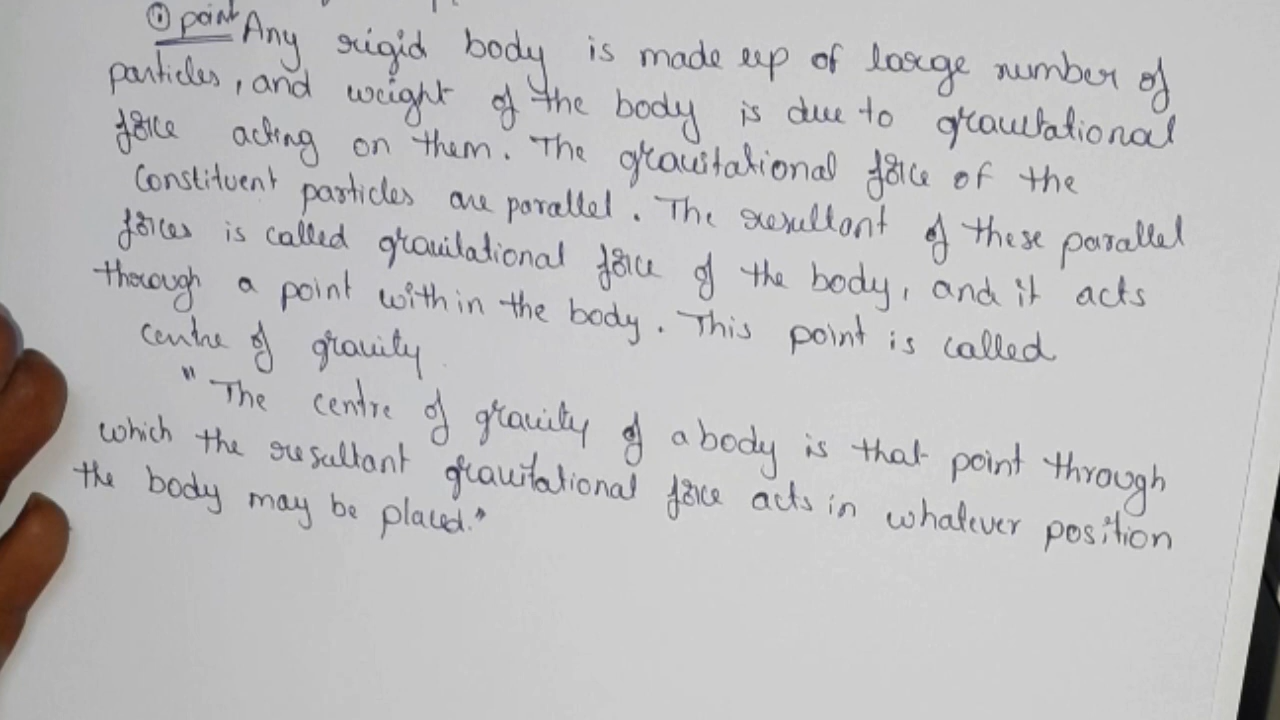 ① point Any rigid body is made up of large number of
particles, and weight of the body is due to gravitational
force acting on them. The gravitational force of the
constituent particles are parallel. The resultant of these parallel
forces is called gravitational force of the body, and it acts
through a point within the body. This point is called
centre of gravity.
"The centre of gravity of a body is that point through
which the resultant gravitational force acts in whatever position
the body may be placed."